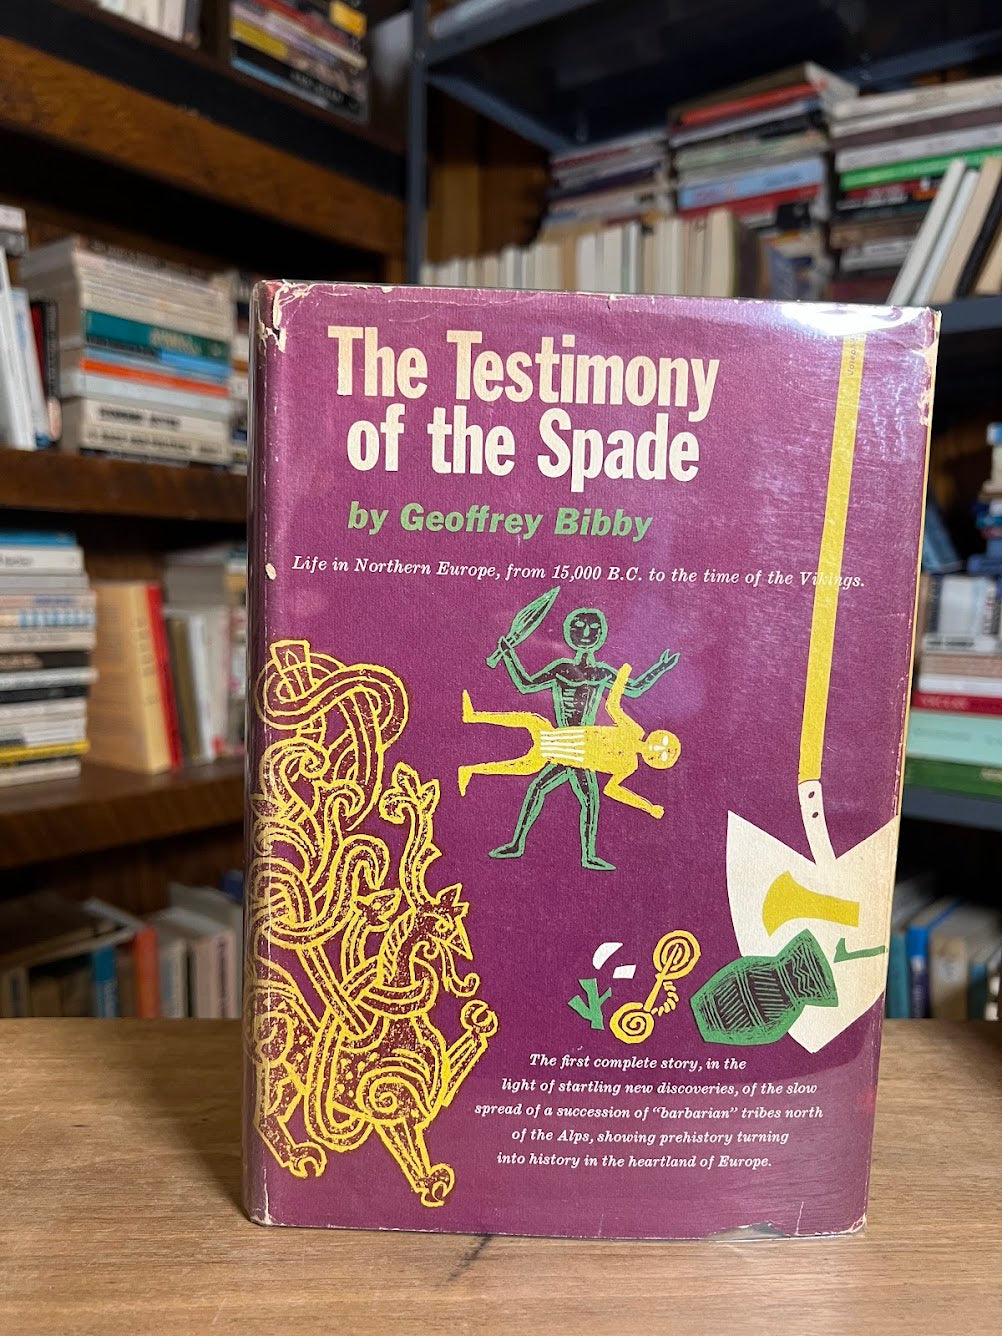 The Testimony
of the Spade
by Geoffrey Bibby
Life in Northern Europe, from 15,000 B.C. to the time of the Vikings.
The first complete story, in the
light of startling new discoveries, of the slow
spread of a succession of “barbarian” tribes north
of the Alps, showing prehistory turning
into history in the heartland of Europe.